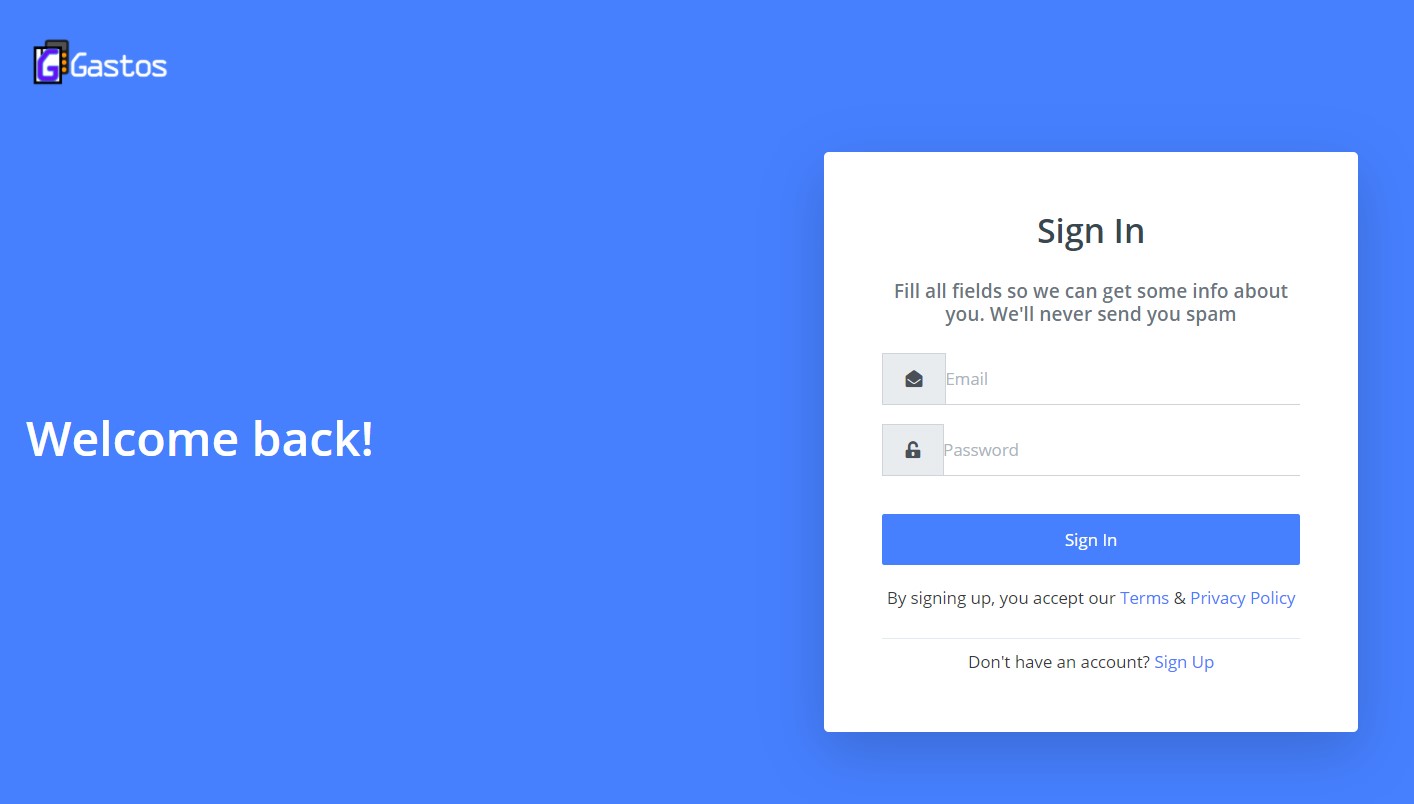 Gastos
Welcome back!
Sign In
Fill all fields so we can get some info about
you. We'll never send you spam
Email
Password
Sign In
By signing up, you accept our Terms & Privacy Policy
Don't have an account? Sign Up